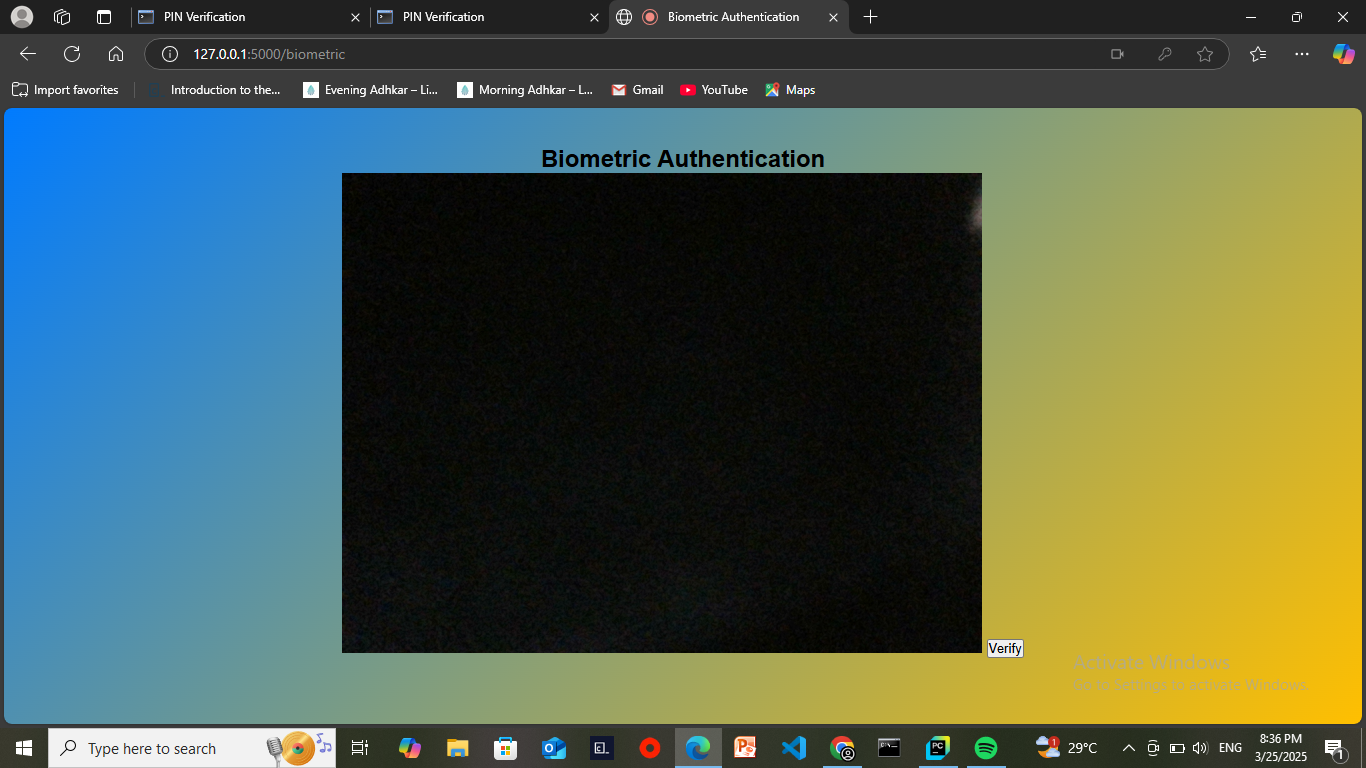 PIN Verification
PIN Verification
Biometric Authentication
127.0.0.1:5000/biometric
Import favorites
Introduction to the...
Evening Adhkar – Li...
Morning Adhkar – L...
Gmail
YouTube
Maps
Biometric Authentication
Verify
Activate Windows
Go to Settings to activate Windows.
Type here to search
29°C
ENG
8:36 PM
3/25/2025
1